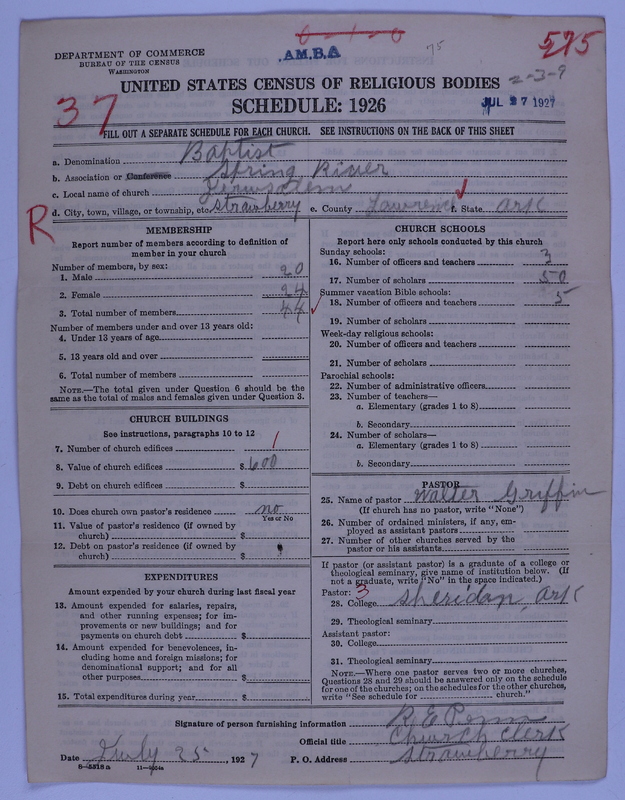 6-1-26
A.M.B.A
75
575
DEPARTMENT OF COMMERCE
BUREAU OF THE CENSUS
WASHINGTON
UNITED STATES CENSUS OF RELIGIOUS BODIES
2-3-9
SCHEDULE: 1926
JUL 27 1927
37
FILL OUT A SEPARATE SCHEDULE FOR EACH CHURCH. SEE INSTRUCTIONS ON THE BACK OF THIS SHEET
a. Denomination Baptist
b. Association or Conference Spring River
c. Local name of church Jerusalem
d. City, town, village, or township, etc. Strawberry e. County Lawrence f. State Ark
R
MEMBERSHIP
Report number of members according to definition of
member in your church
Number of members, by sex:
1. Male 20
2. Female 24
3. Total number of members 44
Number of members under and over 13 years old:
4. Under 13 years of age
5. 13 years old and over
6. Total number of members
NOTE.—The total given under Question 6 should be the
same as the total of males and females given under Question 3.
CHURCH BUILDINGS
See instructions, paragraphs 10 to 12
7. Number of church edifices 1
8. Value of church edifices $ 600
9. Debt on church edifices $
10. Does church own pastor's residence no
Yes or No
11. Value of pastor's residence (if owned by
church) $
12. Debt on pastor's residence (if owned by
church) $
EXPENDITURES
Amount expended by your church during last fiscal year
13. Amount expended for salaries, repairs,
and other running expenses; for im-
provements or new buildings; and for
payments on church debt $
14. Amount expended for benevolences, in-
cluding home and foreign missions; for
denominational support; and for all
other purposes $
15. Total expenditures during year $
CHURCH SCHOOLS
Report here only schools conducted by this church
Sunday schools:
16. Number of officers and teachers 3
17. Number of scholars 50
Summer vacation Bible schools:
18. Number of officers and teachers 5
19. Number of scholars
Week-day religious schools:
20. Number of officers and teachers
21. Number of scholars
Parochial schools:
22. Number of administrative officers
23. Number of teachers—
a. Elementary (grades 1 to 8)
b. Secondary
24. Number of scholars—
a. Elementary (grades 1 to 8)
b. Secondary
PASTOR
25. Name of pastor Walter Griffin
(If church has no pastor, write "None")
26. Number of ordained ministers, if any, em-
ployed as assistant pastors
27. Number of other churches served by the
pastor or his assistants
If pastor (or assistant pastor) is a graduate of a college or
theological seminary, give name of institution below. (If
not a graduate, write "No" in the space indicated.)
Pastor: 3
28. College Sheridan, Ark
29. Theological seminary
Assistant pastor:
30. College
31. Theological seminary
NOTE.—Where one pastor serves two or more churches,
Questions 28 and 29 should be answered only on the schedule
for one of the churches; on the schedules for the other churches,
write "See schedule for church."
Signature of person furnishing information R E Penn
Official title Church Clerk
Date July 25, 1927 P. O. Address Strawberry